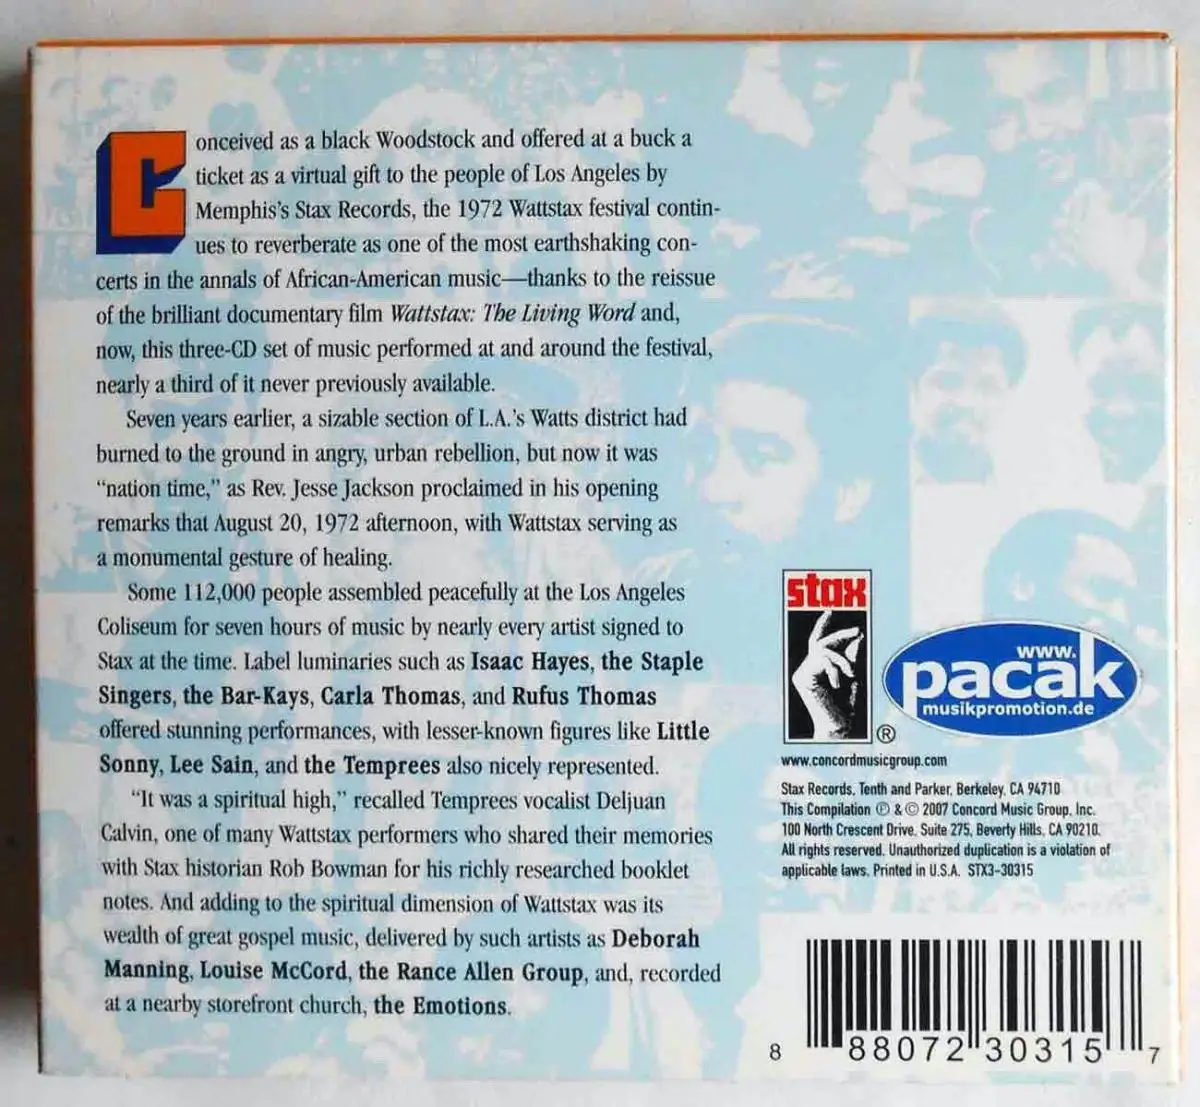 Conceived as a black Woodstock and offered at a buck a
ticket as a virtual gift to the people of Los Angeles by
Memphis's Stax Records, the 1972 Wattstax festival contin-
ues to reverberate as one of the most earthshaking con-
certs in the annals of African-American music—thanks to the reissue
of the brilliant documentary film Wattstax: The Living Word and,
now, this three-CD set of music performed at and around the festival,
nearly a third of it never previously available.
Seven years earlier, a sizable section of L.A.'s Watts district had
burned to the ground in angry, urban rebellion, but now it was
“nation time,” as Rev. Jesse Jackson proclaimed in his opening
remarks that August 20, 1972 afternoon, with Wattstax serving as
a monumental gesture of healing.
Some 112,000 people assembled peacefully at the Los Angeles
Coliseum for seven hours of music by nearly every artist signed to
Stax at the time. Label luminaries such as Isaac Hayes, the Staple
Singers, the Bar-Kays, Carla Thomas, and Rufus Thomas
offered stunning performances, with lesser-known figures like Little
Sonny, Lee Sain, and the Temprees also nicely represented.
“It was a spiritual high,” recalled Temprees vocalist Deljuan
Calvin, one of many Wattstax performers who shared their memories
with Stax historian Rob Bowman for his richly researched booklet
notes. And adding to the spiritual dimension of Wattstax was its
wealth of great gospel music, delivered by such artists as Deborah
Manning, Louise McCord, the Rance Allen Group, and, recorded
at a nearby storefront church, the Emotions.
stax
®
www.
pacak
musikpromotion.de
www.concordmusicgroup.com
Stax Records, Tenth and Parker, Berkeley, CA 94710
This Compilation ℗ & © 2007 Concord Music Group, Inc.
100 North Crescent Drive, Suite 275, Beverly Hills, CA 90210.
All rights reserved. Unauthorized duplication is a violation of
applicable laws. Printed in U.S.A. STX3-30315
8 88072 30315 7